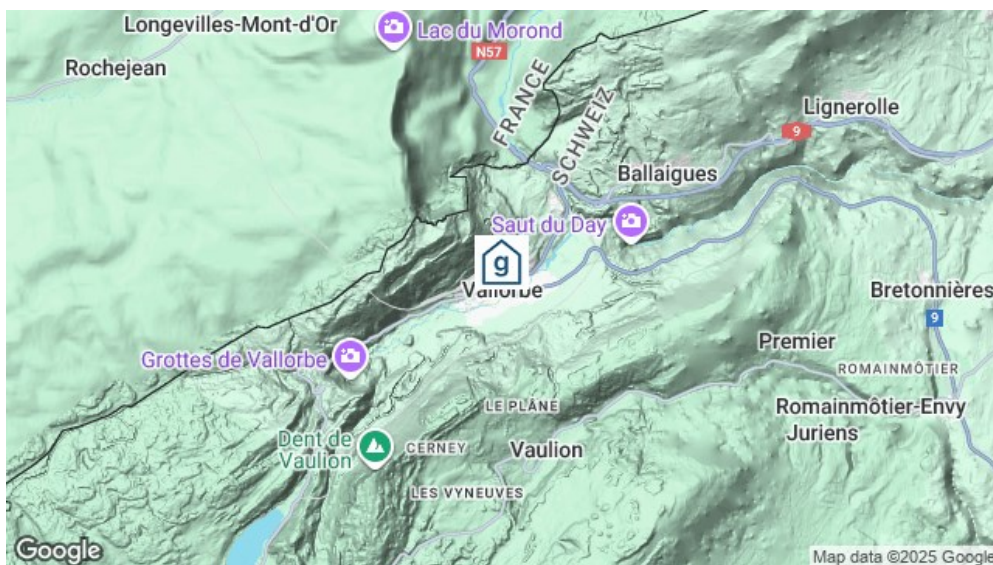 Longevilles-Mont-d'Or
Lac du Morond
Rochejean
N57
FRANCE
SCHWEIZ
Lignerolle
9
Ballaigues
Saut du Day
g
Vallorbe
Bretonnières
9
Grottes de Vallorbe
Premier
ROMAINMÔTIER
LE PLÂNE
Romainmôtier-Envy
Juriens
Dent de
Vaulion
CERNEY
Vaulion
LES VYNEUVES
Google
Map data ©2025 Google